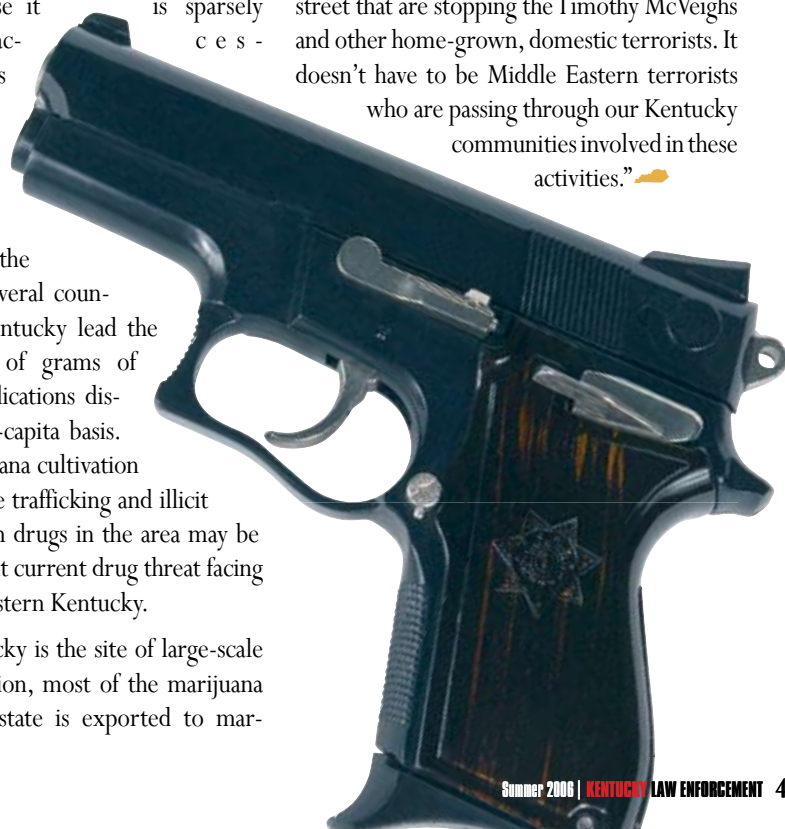 is sparsely
c e s -
the
veral coun-
ntucky lead the
of grams of
lications dis-
-capita basis.
ana cultivation
e trafficking and illicit
n drugs in the area may be
t current drug threat facing
stern Kentucky.
cky is the site of large-scale
ion, most of the marijuana
state is exported to mar-
street that are stopping the Timothy McVeighs
and other home-grown, domestic terrorists. It
doesn’t have to be Middle Eastern terrorists
who are passing through our Kentucky
communities involved in these
activities.”
Summer 2006 | KENTUCKY LAW ENFORCEMENT 4